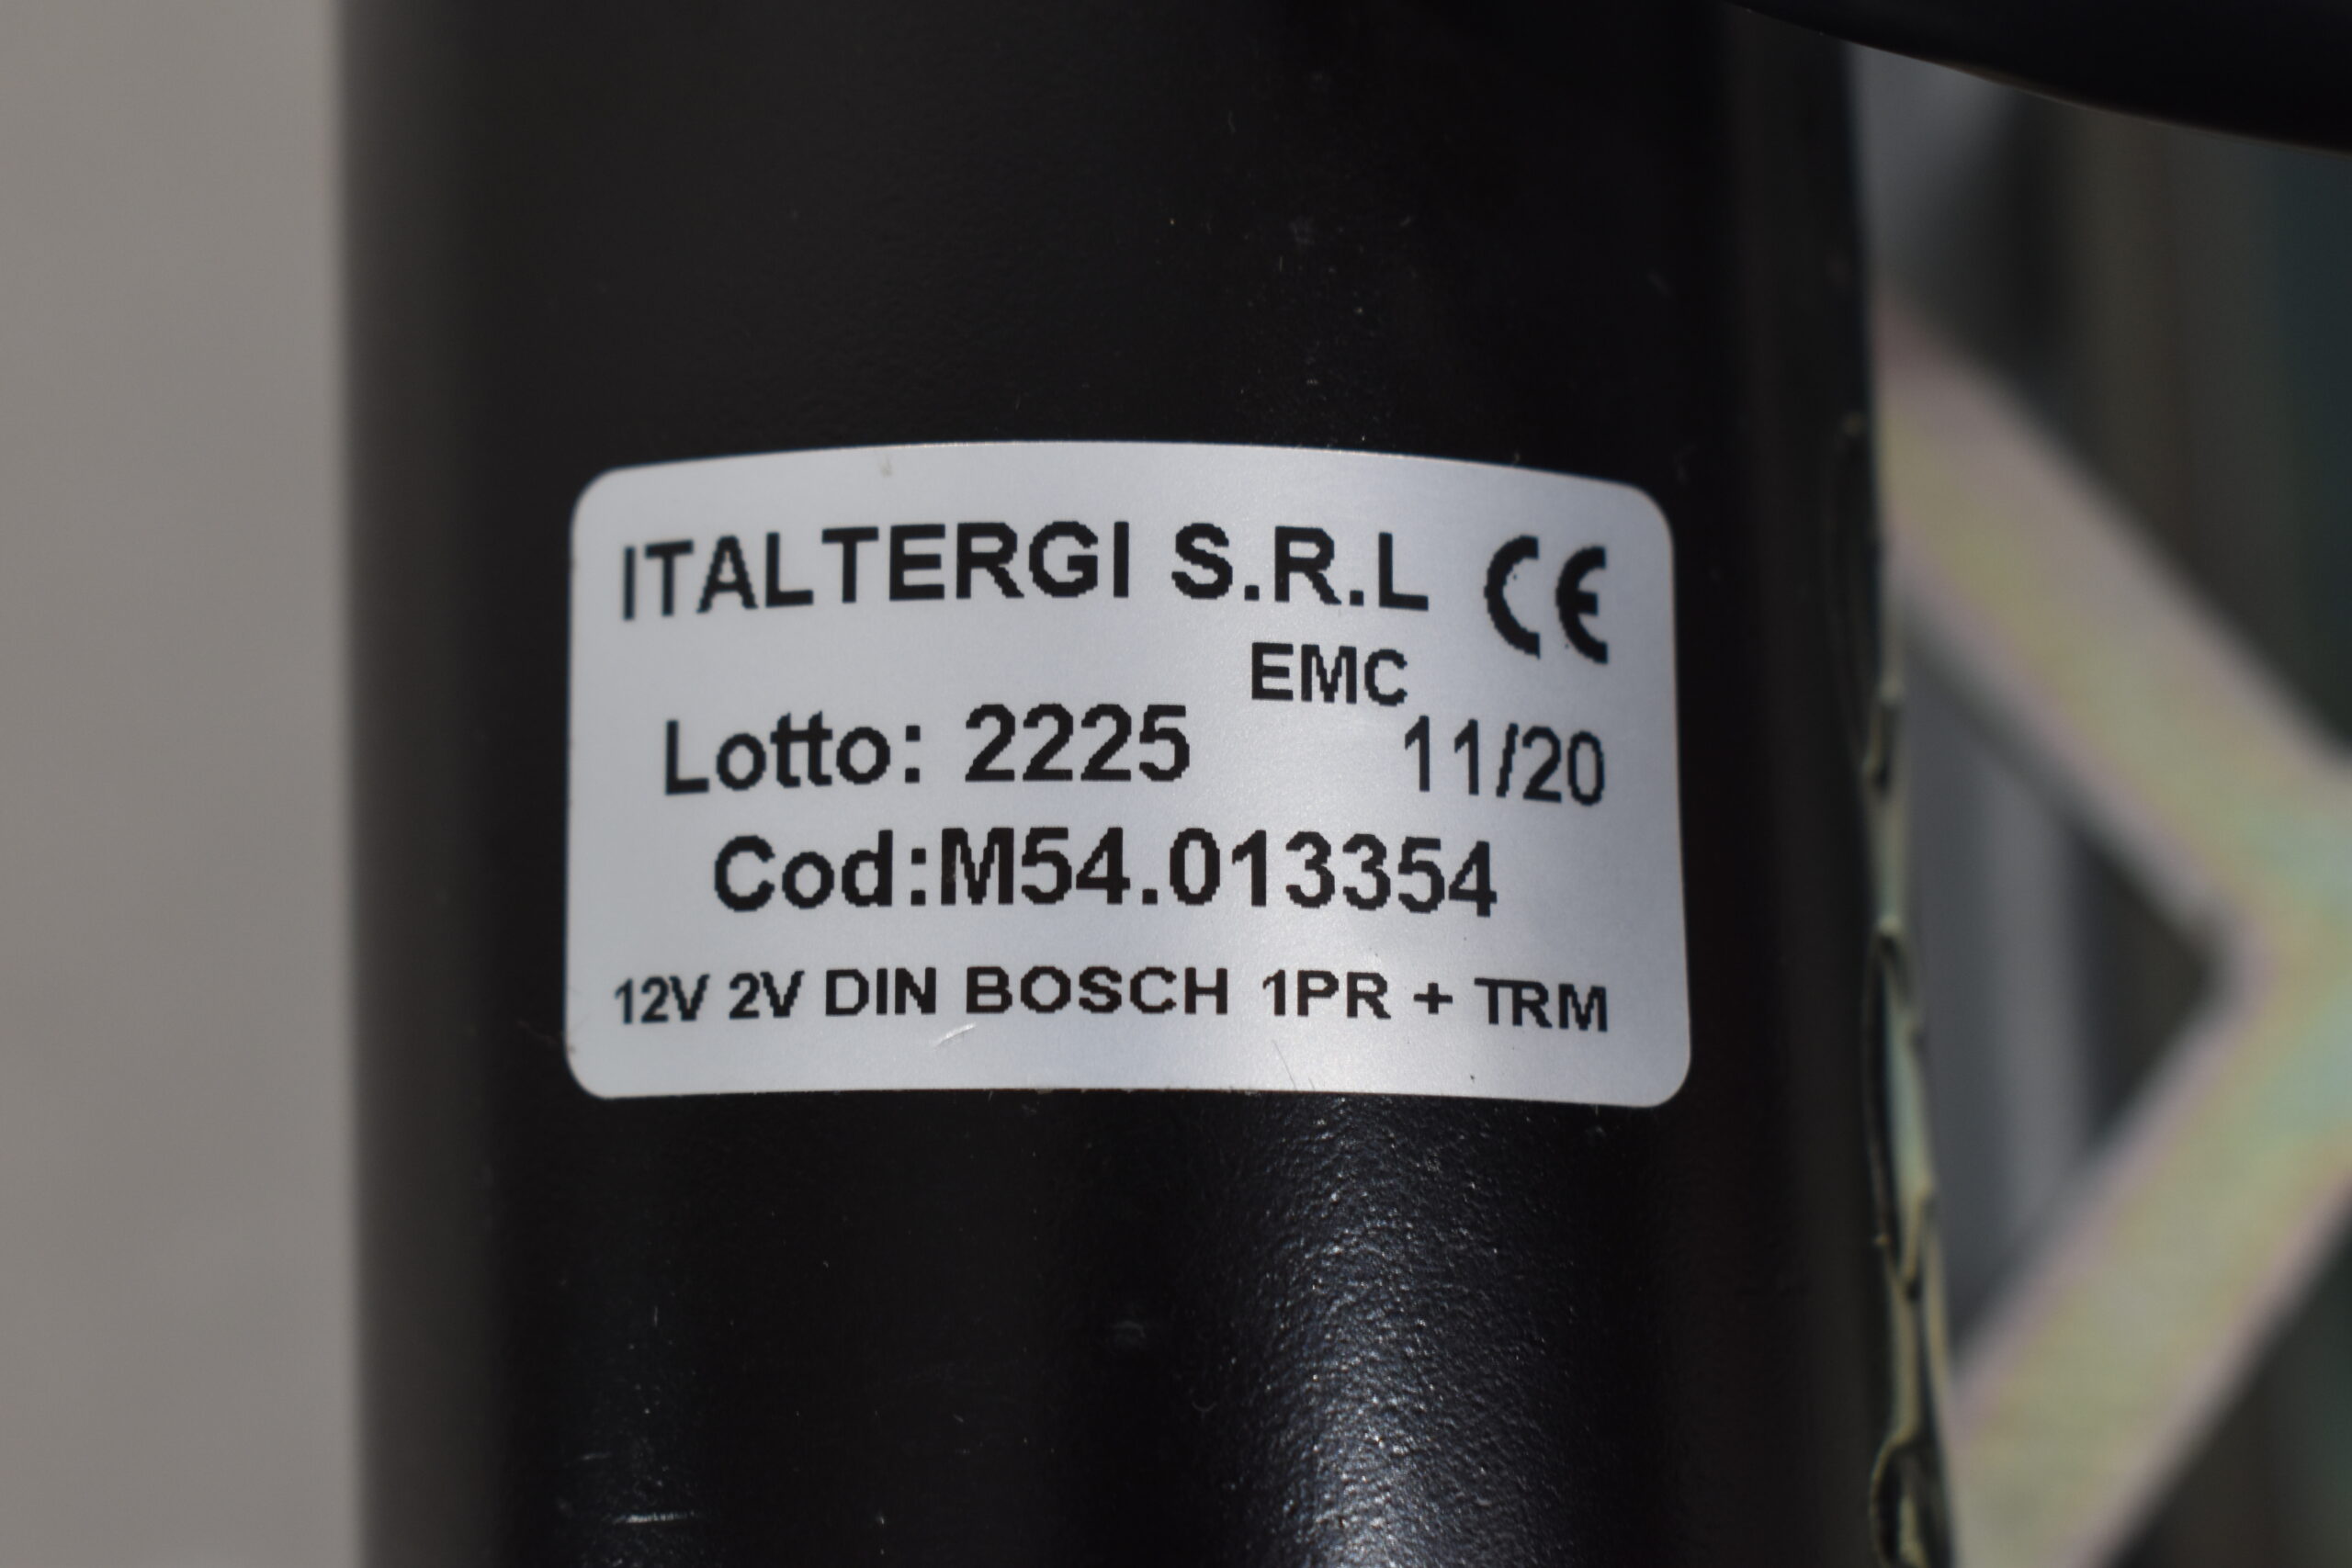 ITALTERGI S.R.L CE
EMC
Lotto: 2225 11/20
Cod:M54.013354
12V 2V DIN BOSCH 1PR + TRM